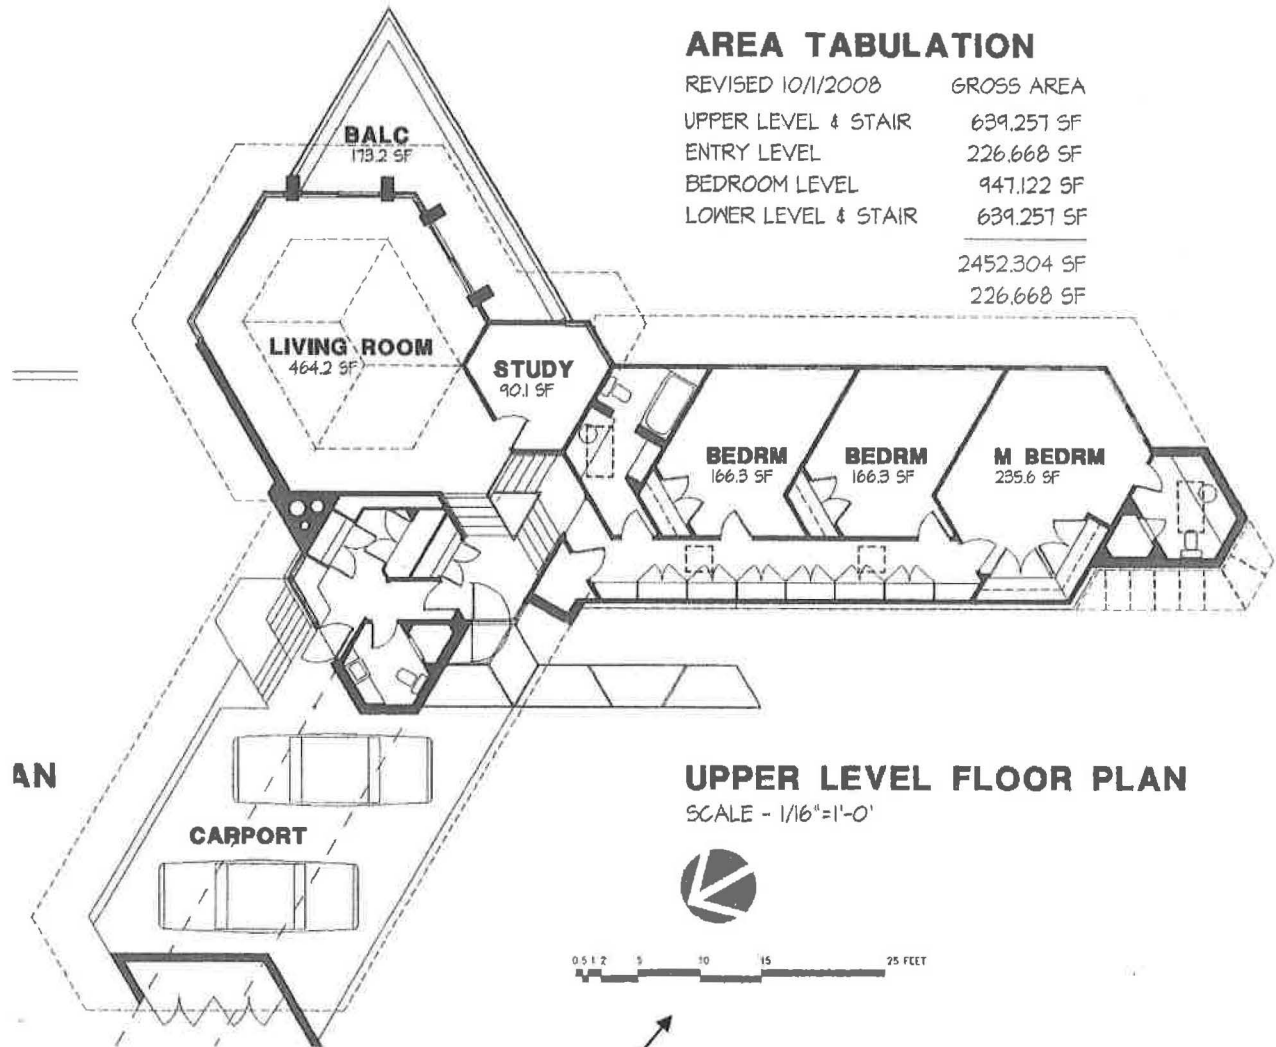 AREA TABULATION
REVISED 10/1/2008 GROSS AREA
UPPER LEVEL & STAIR 639.257 SF
ENTRY LEVEL 226.668 SF
BEDROOM LEVEL 947.122 SF
LOWER LEVEL & STAIR 639.257 SF
2452.304 SF
226.668 SF
BALC
173.2 SF
LIVING ROOM
464.2 SF
STUDY
90.1 SF
BEDRM
166.3 SF
BEDRM
166.3 SF
M BEDRM
235.6 SF
AN
CARPORT
UPPER LEVEL FLOOR PLAN
SCALE - 1/16"=1'-0'
0.5 1 2 5 10 15 25 FEET